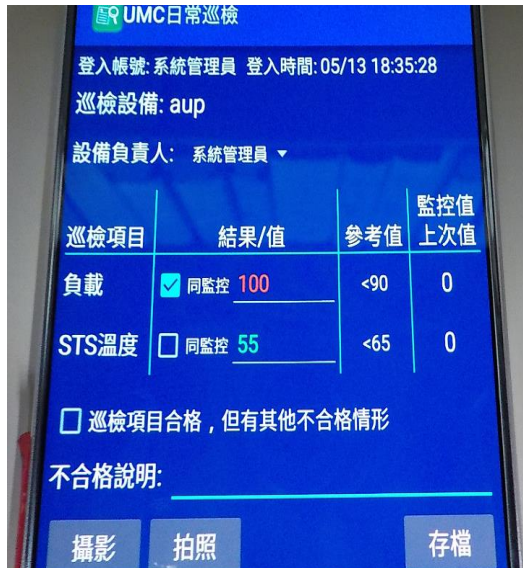 UMC日常巡檢
登入帳號: 系統管理員 登入時間: 05/13 18:35:28
巡檢設備: aup
設備負責人: 系統管理員
巡檢項目 結果/值 參考值 監控值 上次值
負載 同監控 100 <90 0
STS溫度 同監控 55 <65 0
巡檢項目合格，但有其他不合格情形
不合格說明:
攝影 拍照 存檔